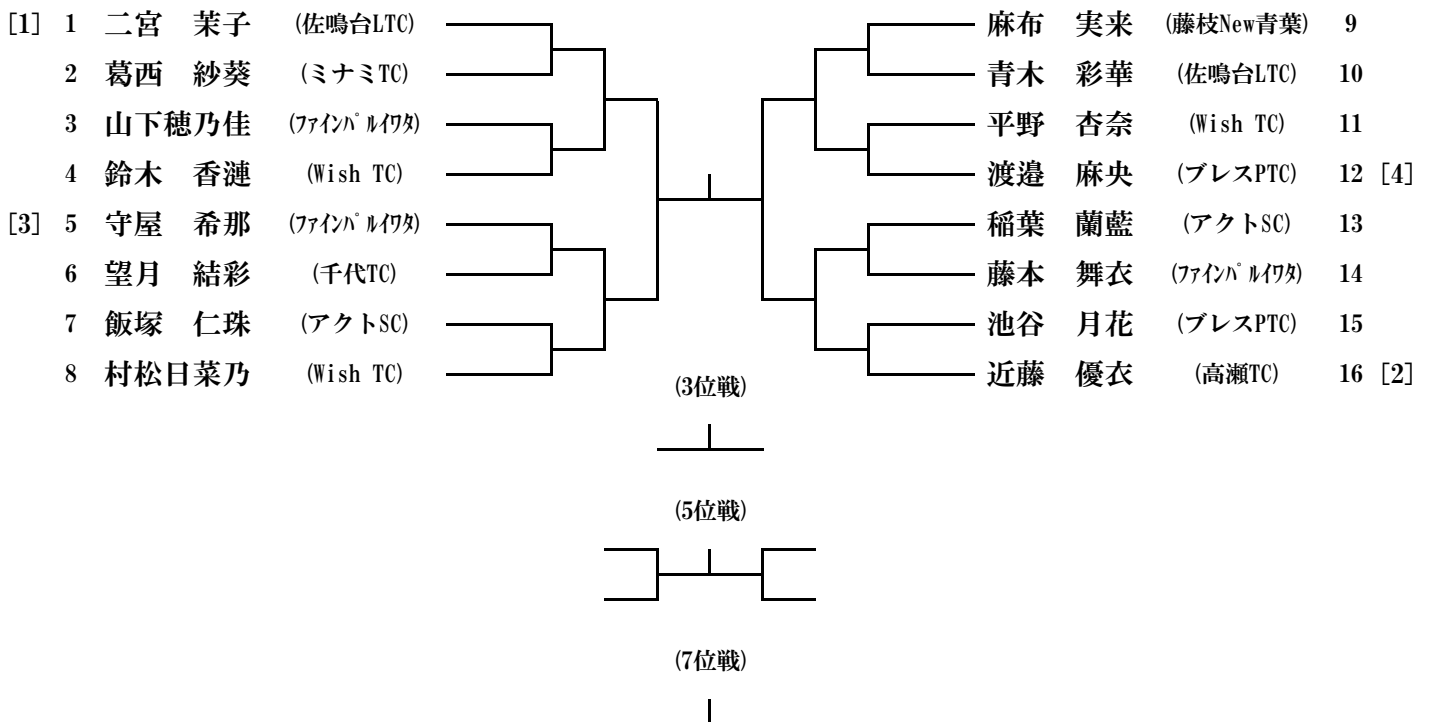 [1] 1 二宮 茉子 (佐鳴台LTC)
2 葛西 紗葵 (ミナミTC)
3 山下穂乃佳 (ﾌｧｲﾝﾊﾟﾙｲﾜﾀ)
4 鈴木 香漣 (Wish TC)
[3] 5 守屋 希那 (ﾌｧｲﾝﾊﾟﾙｲﾜﾀ)
6 望月 結彩 (千代TC)
7 飯塚 仁珠 (アクトSC)
8 村松日菜乃 (Wish TC)
麻布 実来 (藤枝New青葉) 9
青木 彩華 (佐鳴台LTC) 10
平野 杏奈 (Wish TC) 11
渡邉 麻央 (ブレスPTC) 12 [4]
稲葉 蘭藍 (アクトSC) 13
藤本 舞衣 (ﾌｧｲﾝﾊﾟﾙｲﾜﾀ) 14
池谷 月花 (ブレスPTC) 15
近藤 優衣 (高瀬TC) 16 [2]
(3位戦)
(5位戦)
(7位戦)